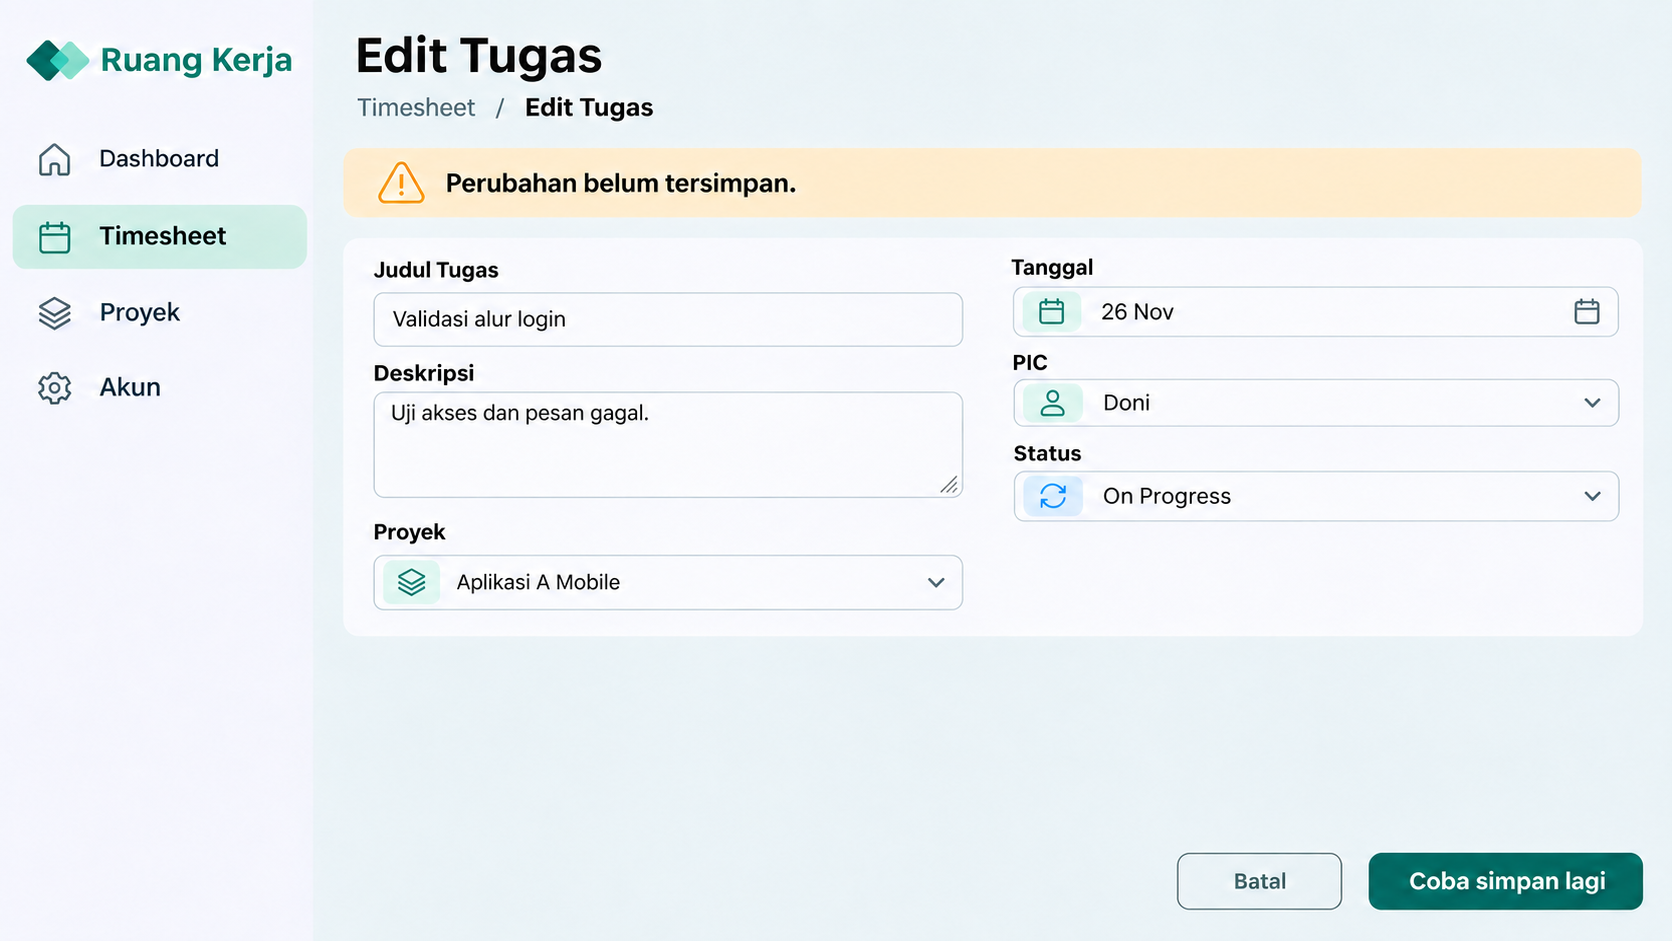 Ruang Kerja
Dashboard
Timesheet
Proyek
Akun
Edit Tugas
Timesheet / Edit Tugas
Perubahan belum tersimpan.
Judul Tugas
Validasi alur login
Deskripsi
Uji akses dan pesan gagal.
Proyek
Aplikasi A Mobile
Tanggal
26 Nov
PIC
Doni
Status
On Progress
Batal
Coba simpan lagi